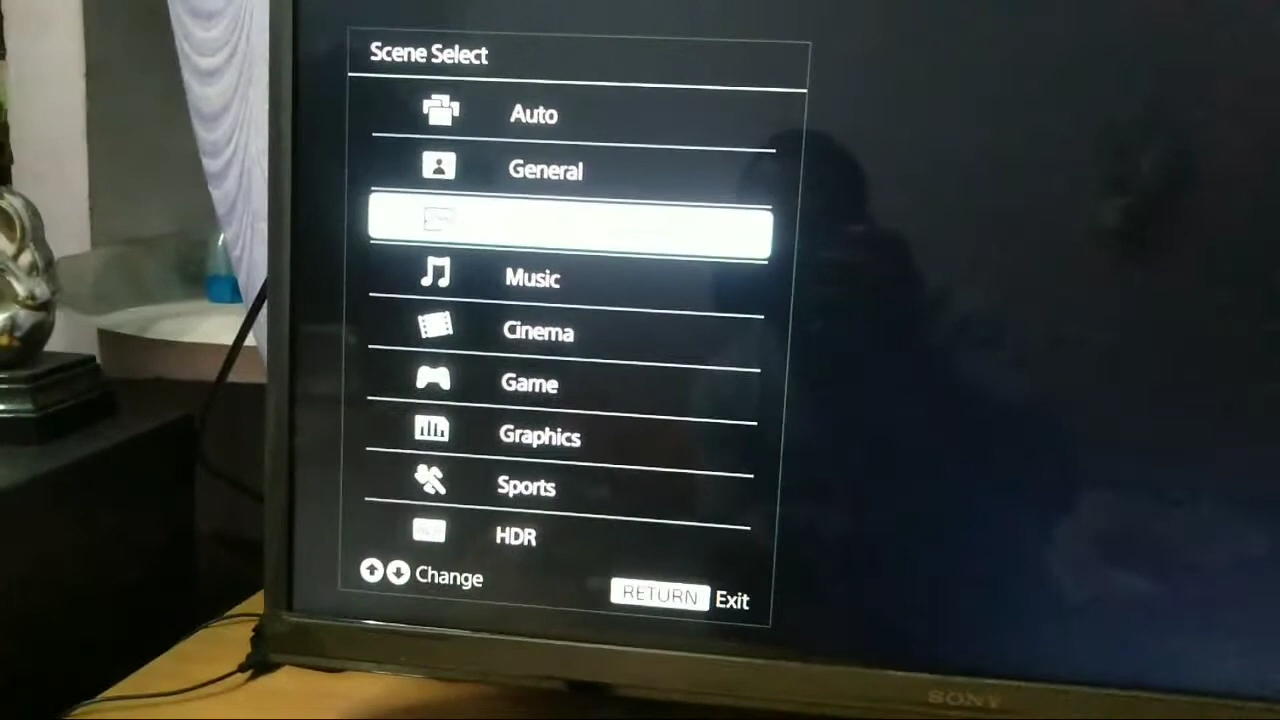 Scene Select
Auto
General
Music
Cinema
Game
Graphics
Sports
HDR
Change
RETURN Exit
SONY